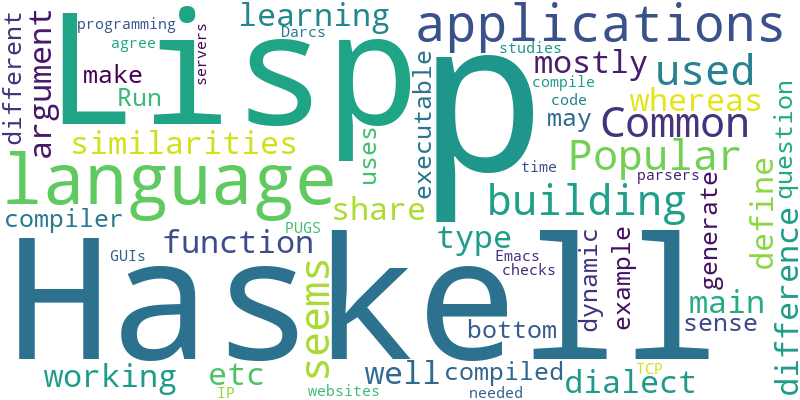 programming
agree
different
argument
learning
Darcs
servers
make
Run
Lisp
p
applications
studies
mostly
used
compile
code
whereas
executable
may
Common
similarities
uses
time
Popular
parsers
question
language
building
share
define
compiler
function
PUGS
type
generate
difference
GUIs
seems
Emacs
checks
dynamic
example
Haskell
main
bottom
sense
working
etc
IP
well
compiled
needed
dialect
TCP
websites